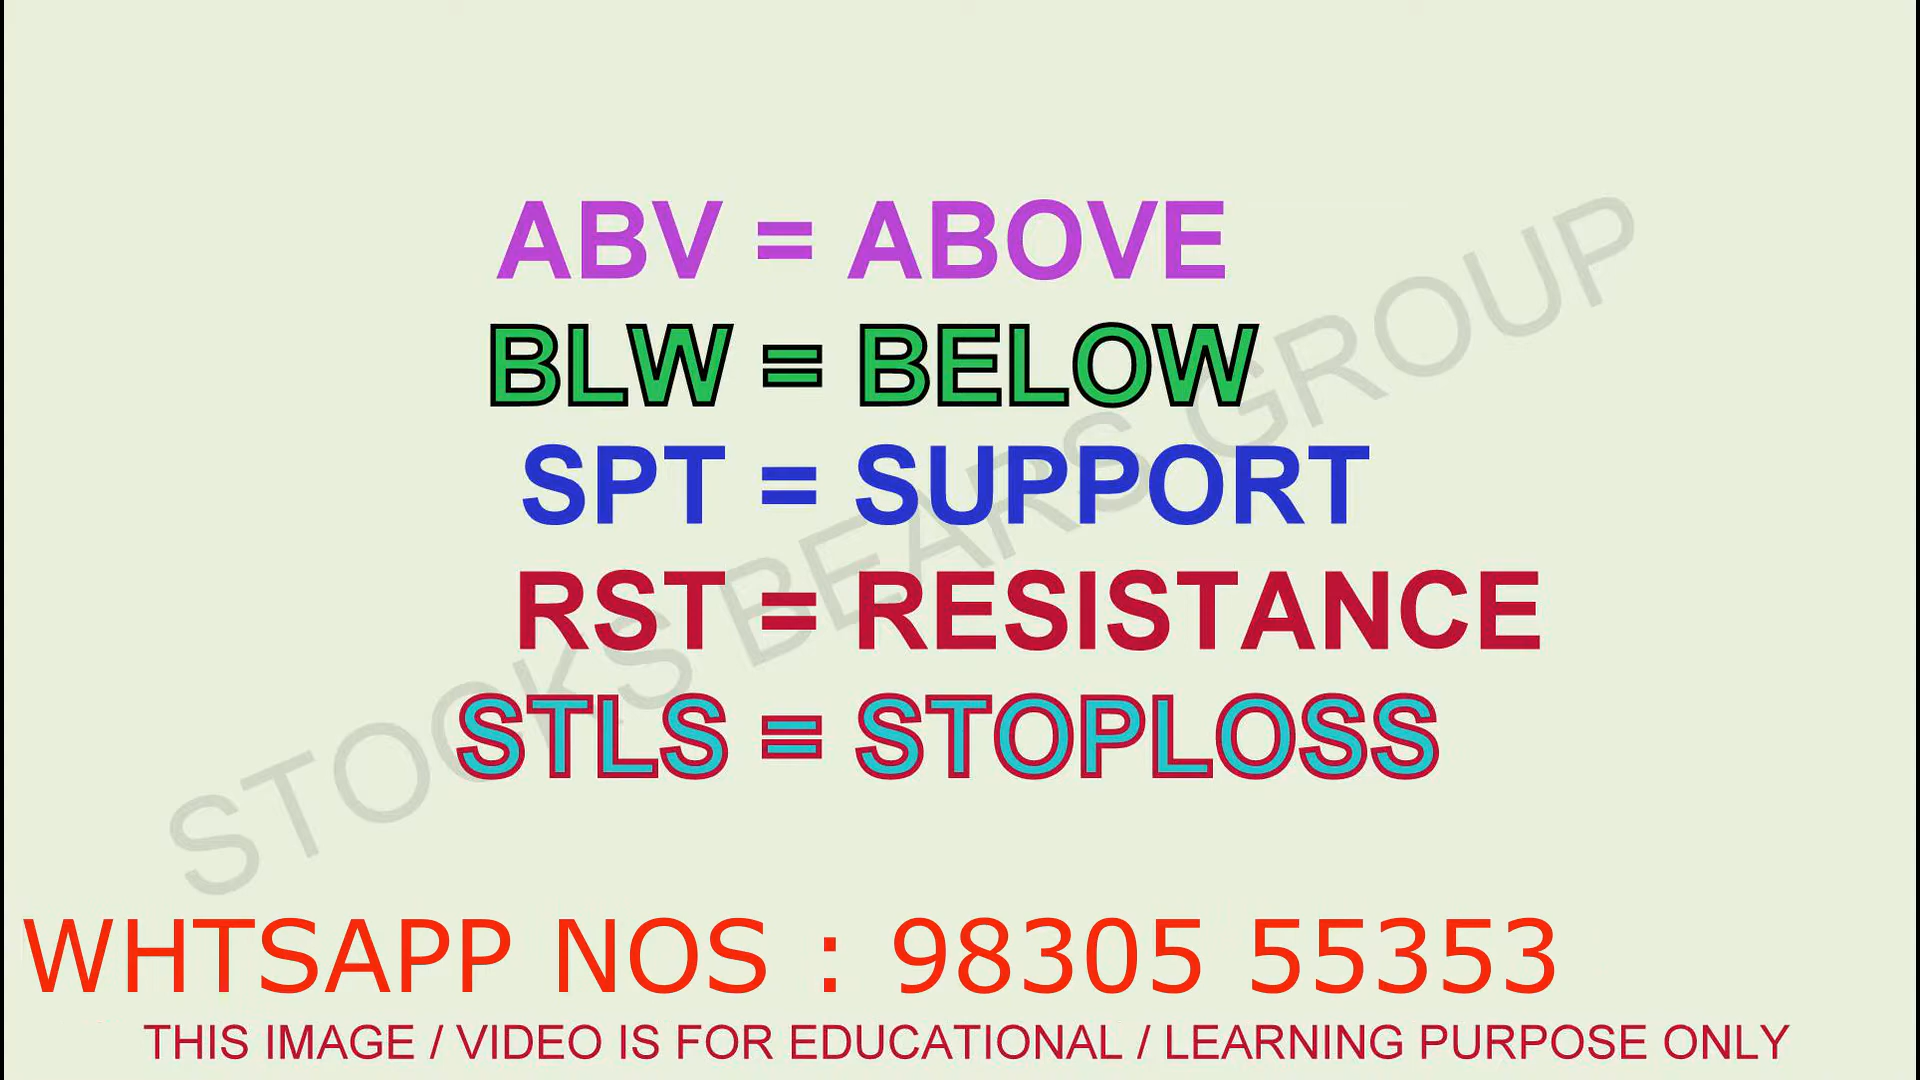 ABV = ABOVE
BLW = BELOW
SPT = SUPPORT
RST = RESISTANCE
STLS = STOPLOSS
STOCKS BEARS GROUP
WHTSAPP NOS : 98305 55353
THIS IMAGE / VIDEO IS FOR EDUCATIONAL / LEARNING PURPOSE ONLY